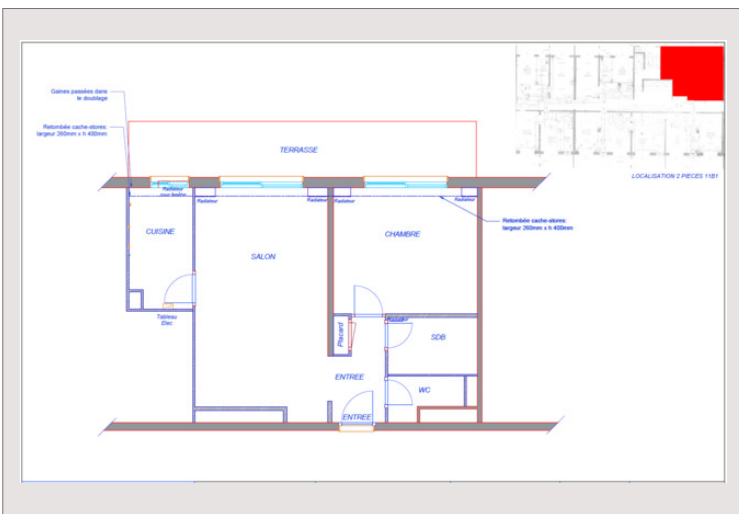 Gaines passées dans
le doublage
Retombée cache-stores:
largeur 260mm x h 400mm
TERRASSE
LOCALISATION 2 PIECES 11B1
Radiateur
Radiateur
Radiateur
Radiateur
Radiateur
Retombée cache-stores:
largeur 260mm x h 400mm
CUISINE
CHAMBRE
SALON
Tableau
Elec
Placard
SDB
ENTREE
WC
ENTREE